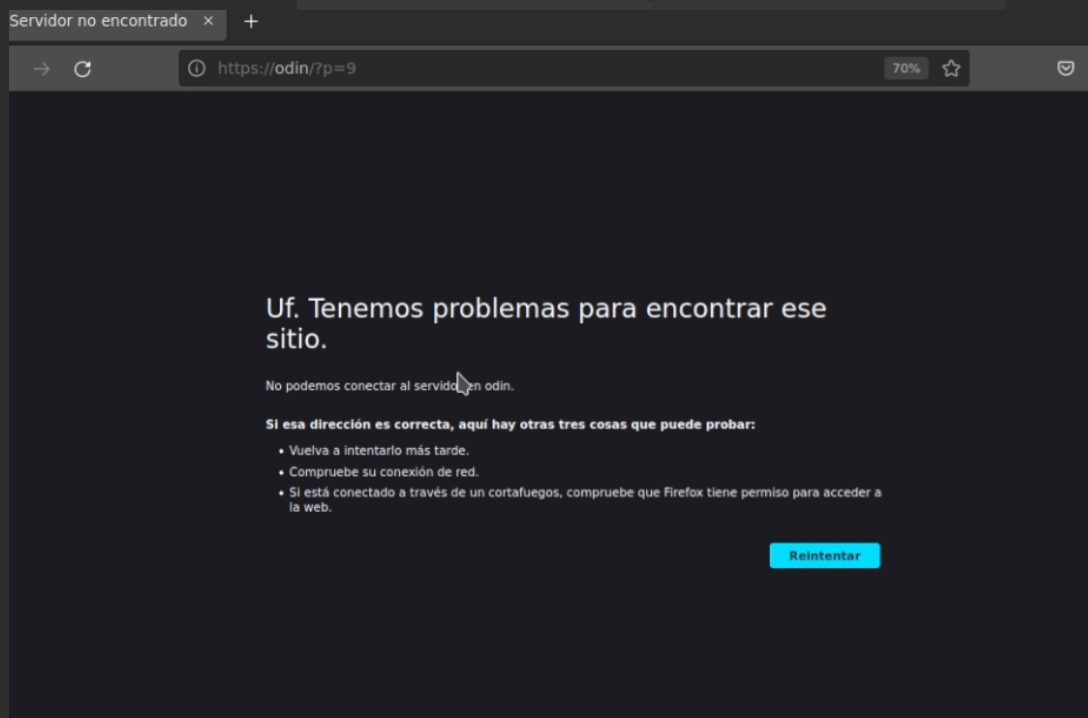 Servidor no encontrado
https://odin/?p=9
70%
Uf. Tenemos problemas para encontrar ese
sitio.
No podemos conectar al servidor en odin.
Si esa dirección es correcta, aquí hay otras tres cosas que puede probar:
• Vuelva a intentarlo más tarde.
• Compruebe su conexión de red.
• Si está conectado a través de un cortafuegos, compruebe que Firefox tiene permiso para acceder a
la web.
Reintentar